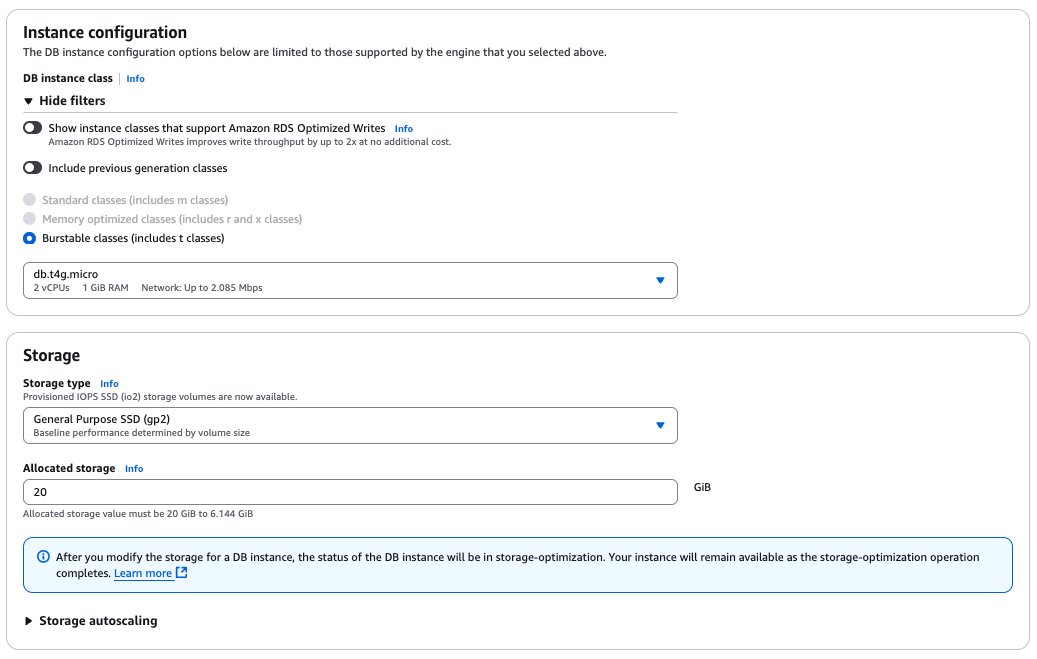 Instance configuration
The DB instance configuration options below are limited to those supported by the engine that you selected above.
DB instance class | Info
Hide filters
Show instance classes that support Amazon RDS Optimized Writes Info
Amazon RDS Optimized Writes improves write throughput by up to 2x at no additional cost.
Include previous generation classes
Standard classes (includes m classes)
Memory optimized classes (includes r and x classes)
Burstable classes (includes t classes)
db.t4g.micro
2 vCPUs 1 GiB RAM Network: Up to 2.085 Mbps
Storage
Storage type Info
Provisioned IOPS SSD (io2) storage volumes are now available.
General Purpose SSD (gp2)
Baseline performance determined by volume size
Allocated storage Info
20 GiB
Allocated storage value must be 20 GiB to 6.144 GiB
After you modify the storage for a DB instance, the status of the DB instance will be in storage-optimization. Your instance will remain available as the storage-optimization operation
completes. Learn more
Storage autoscaling